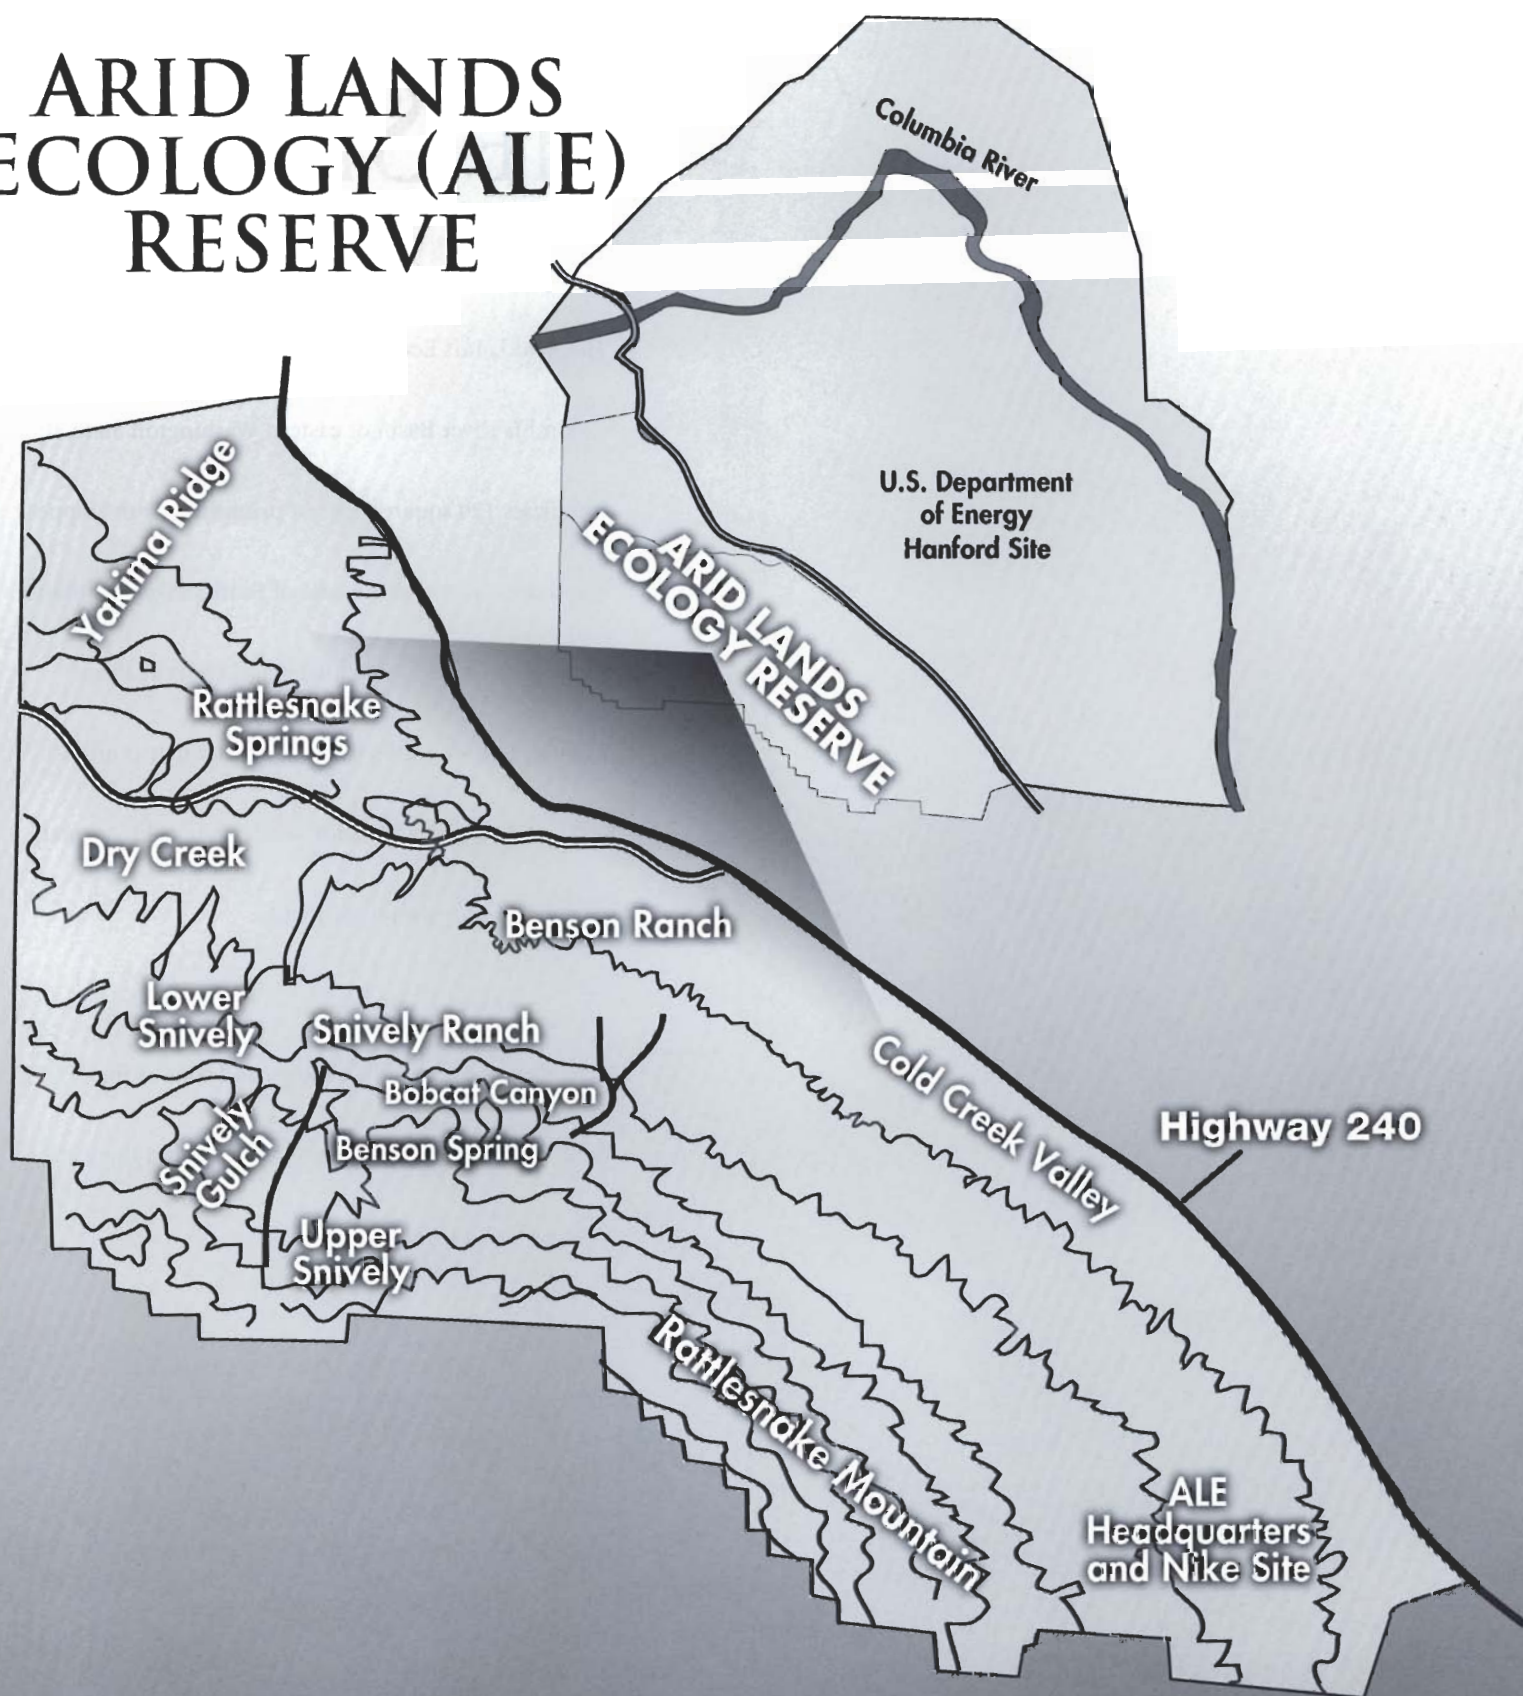 ARID LANDS
ECOLOGY (ALE)
RESERVE
Columbia River
U.S. Department
of Energy
Hanford Site
ARID LANDS
ECOLOGY RESERVE
Yakima Ridge
Rattlesnake
Springs
Dry Creek
Benson Ranch
Lower
Snively
Snively Ranch
Bobcat Canyon
Benson Spring
Snively
Gulch
Upper
Snively
Cold Creek Valley
Highway 240
Rattlesnake Mountain
ALE
Headquarters
and Nike Site